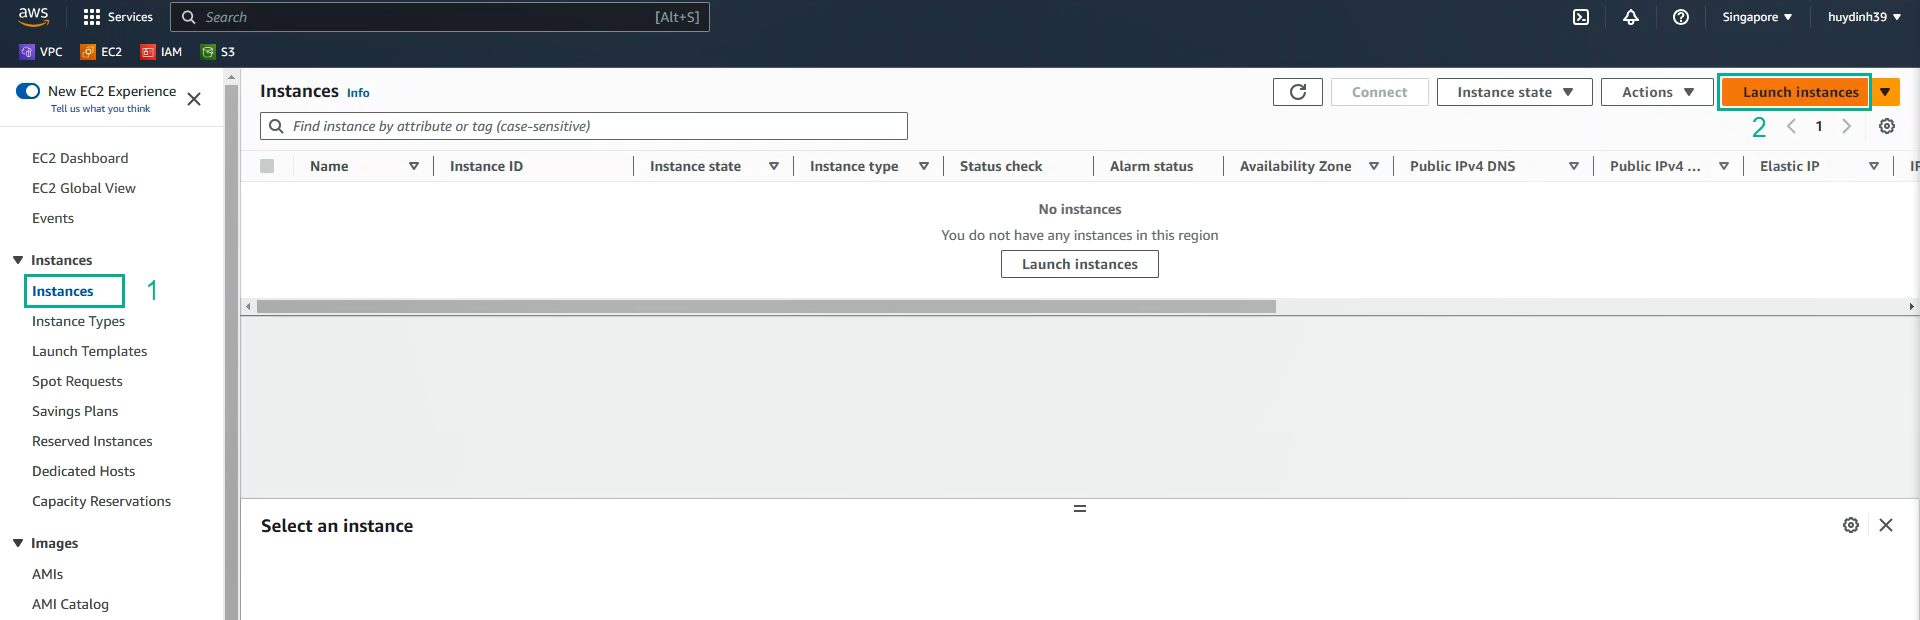 aws
Services
Search
[Alt+S]
Singapore
huydinh39
VPC
EC2
IAM
S3
New EC2 Experience
Tell us what you think
EC2 Dashboard
EC2 Global View
Events
Instances
Instances
1
Instance Types
Launch Templates
Spot Requests
Savings Plans
Reserved Instances
Dedicated Hosts
Capacity Reservations
Images
AMIs
AMI Catalog
Instances Info
Connect
Instance state
Actions
Launch instances
Find instance by attribute or tag (case-sensitive)
2
1
Name
Instance ID
Instance state
Instance type
Status check
Alarm status
Availability Zone
Public IPv4 DNS
Public IPv4 ...
Elastic IP
No instances
You do not have any instances in this region
Launch instances
Select an instance